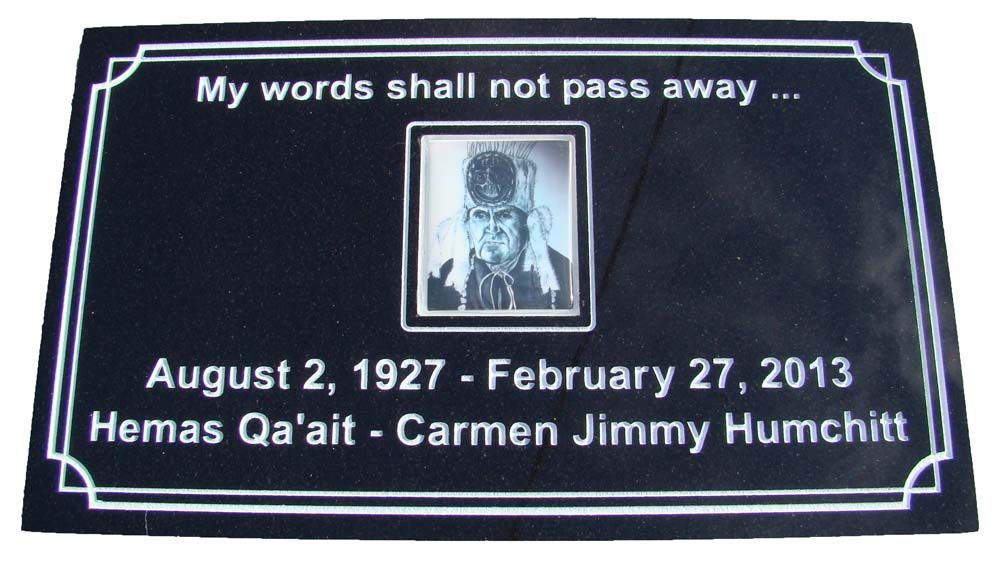 My words shall not pass away ...
August 2, 1927 - February 27, 2013
Hemas Qa'ait - Carmen Jimmy Humchitt